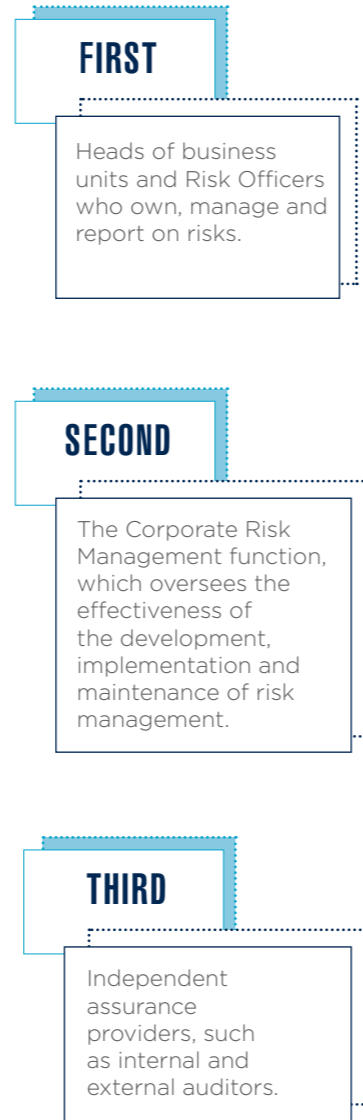 FIRST
Heads of business
units and Risk Officers
who own, manage and
report on risks.
SECOND
The Corporate Risk
Management function,
which oversees the
effectiveness of
the development,
implementation and
maintenance of risk
management.
THIRD
Independent
assurance
providers, such
as internal and
external auditors.